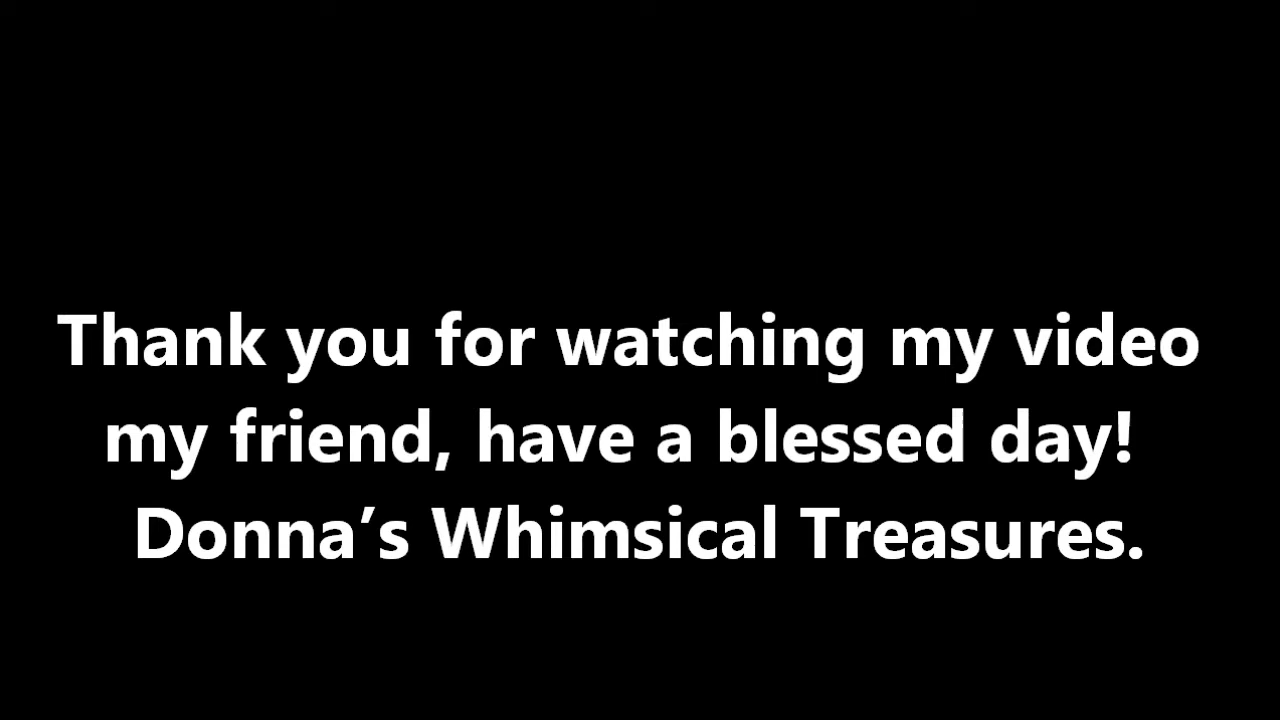 Thank you for watching my video
my friend, have a blessed day!
Donna’s Whimsical Treasures.